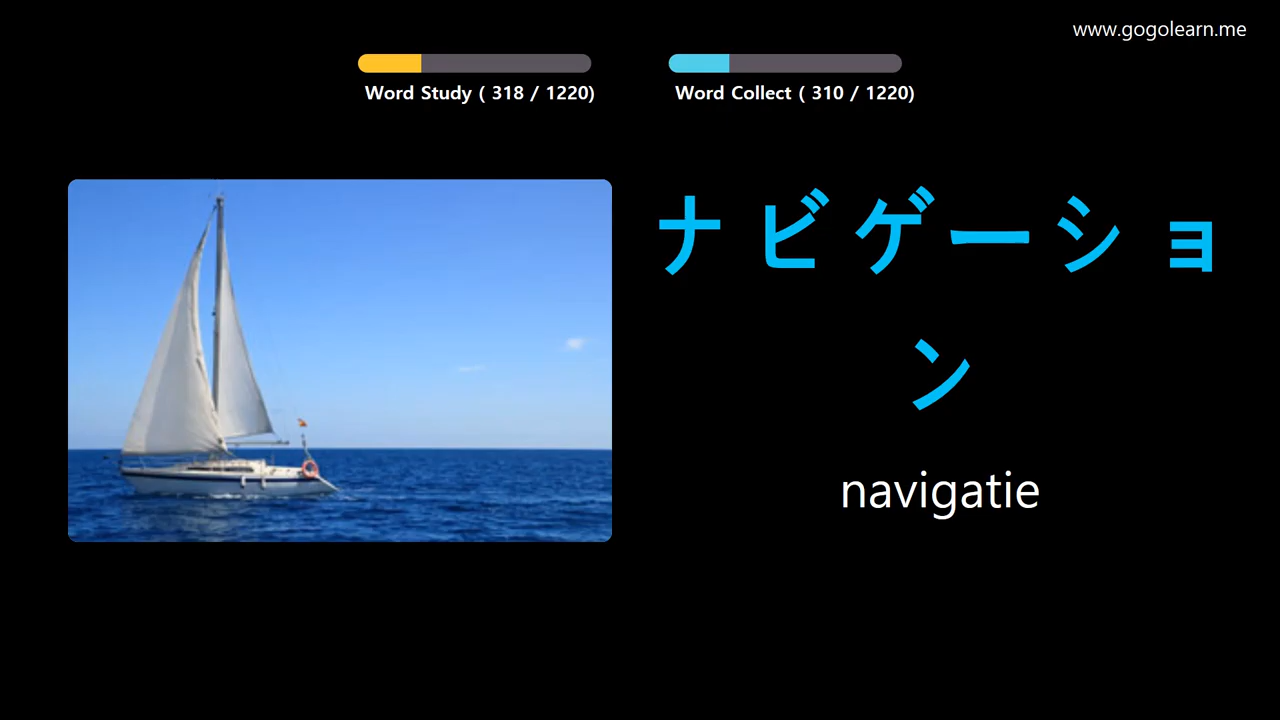 www.gogolearn.me
Word Study ( 318 / 1220)
Word Collect ( 310 / 1220)
ナビゲーショ
ン
navigatie